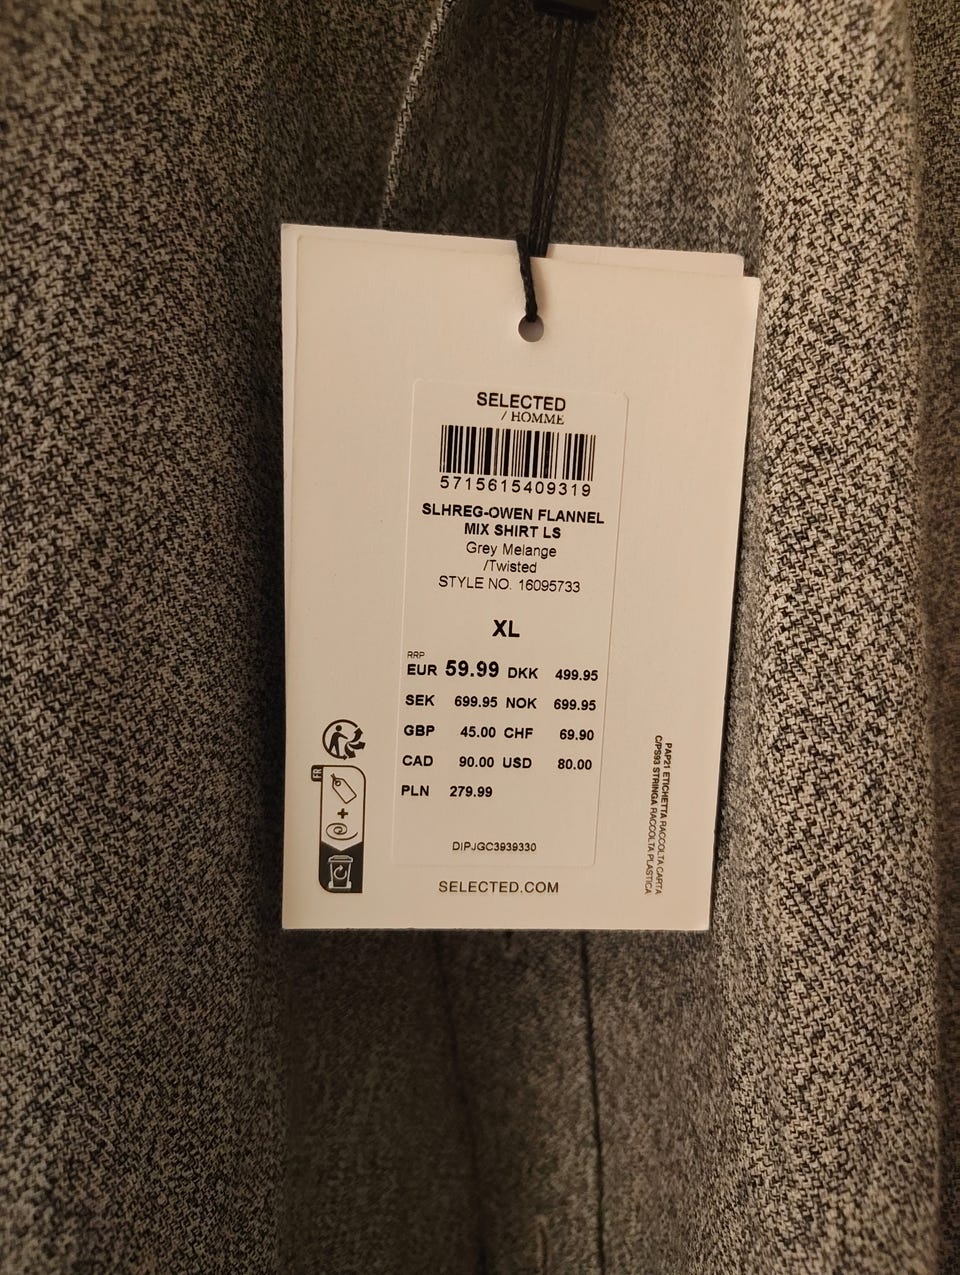 SELECTED
/ HOMME
5715615409319
SLHREG-OWEN FLANNEL
MIX SHIRT LS
Grey Melange
/Twisted
STYLE NO. 16095733
XL
RRP
EUR 59.99 DKK 499.95
SEK 699.95 NOK 699.95
GBP 45.00 CHF 69.90
CAD 90.00 USD 80.00
PLN 279.99
DIPJGC3939330
SELECTED.COM
FR
+
PAP21 ETICHETTA RACCOLTA CARTA
C/PS93 STRINGA RACCOLTA PLASTICA